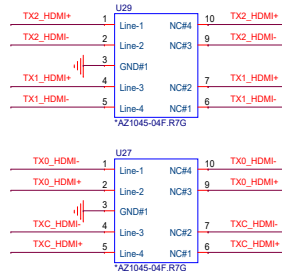 U29
TX2_HDMI+ 1 Line-1 NC#4 10 TX2_HDMI+
TX2_HDMI- 2 Line-2 NC#3 9 TX2_HDMI-
3 GND#1
TX1_HDMI+ 4 Line-3 NC#2 7 TX1_HDMI+
TX1_HDMI- 5 Line-4 NC#1 6 TX1_HDMI-
*AZ1045-04F.R7G
U27
TX0_HDMI- 1 Line-1 NC#4 10 TX0_HDMI-
TX0_HDMI+ 2 Line-2 NC#3 9 TX0_HDMI+
3 GND#1
TXC_HDMI- 4 Line-3 NC#2 7 TXC_HDMI-
TXC_HDMI+ 5 Line-4 NC#1 6 TXC_HDMI+
*AZ1045-04F.R7G